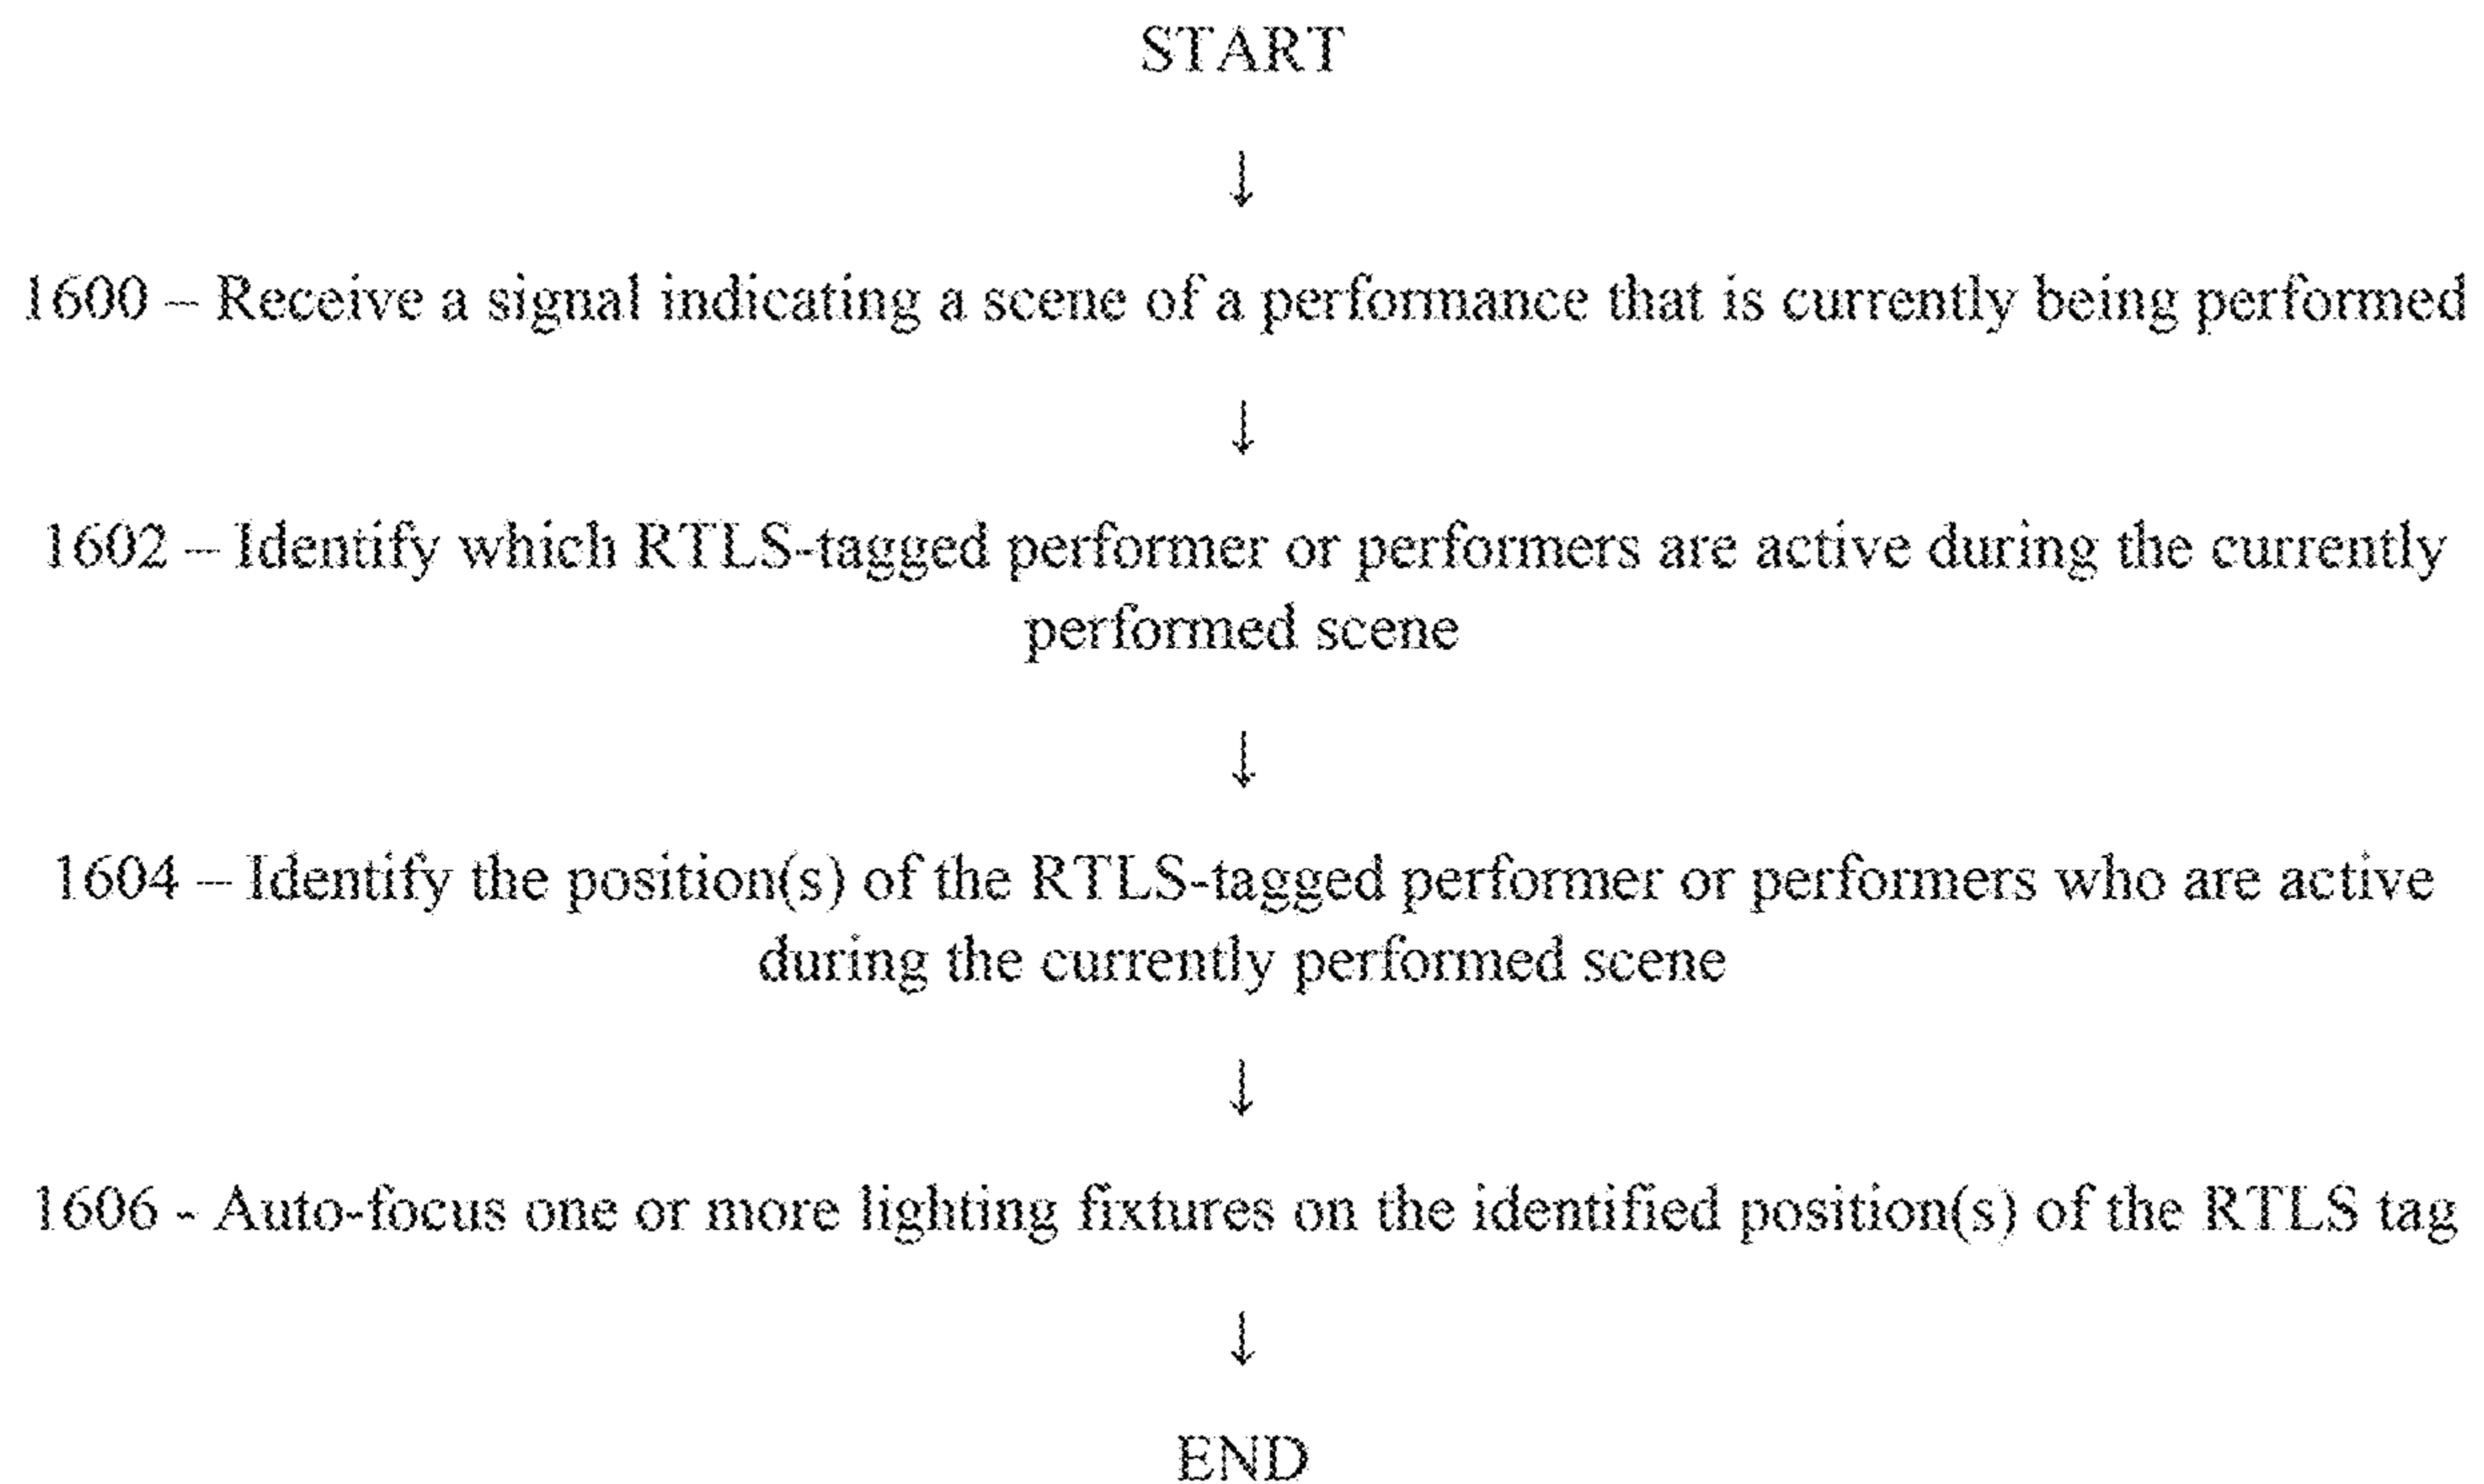 START
↓
1600 – Receive a signal indicating a scene of a performance that is currently being performed
↓
1602 – Identify which RTLS-tagged performer or performers are active during the currently
performed scene
↓
1604 – Identify the position(s) of the RTLS-tagged performer or performers who are active
during the currently performed scene
↓
1606 - Auto-focus one or more lighting fixtures on the identified position(s) of the RTLS tag
↓
END